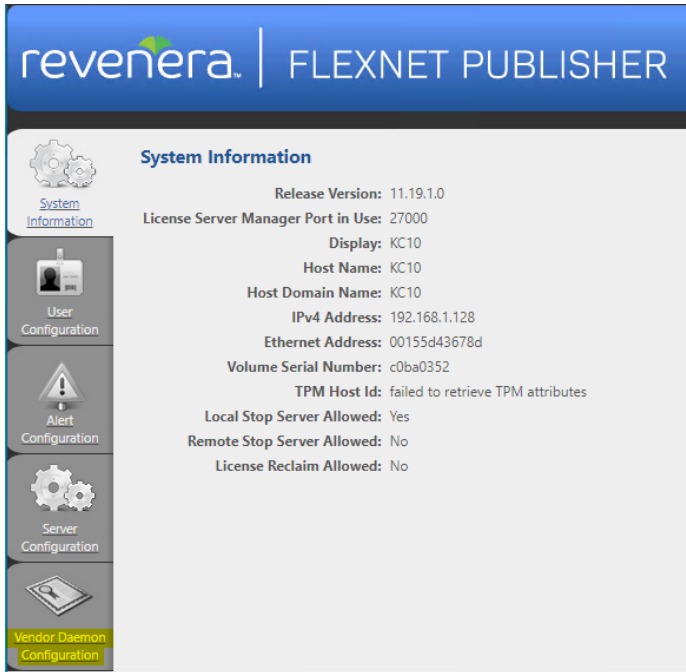 revenera™ | FLEXNET PUBLISHER
System Information
System
Information
Release Version: 11.19.1.0
License Server Manager Port in Use: 27000
Display: KC10
Host Name: KC10
Host Domain Name: KC10
IPv4 Address: 192.168.1.128
Ethernet Address: 00155d43678d
Volume Serial Number: c0ba0352
TPM Host Id: failed to retrieve TPM attributes
Local Stop Server Allowed: Yes
Remote Stop Server Allowed: No
License Reclaim Allowed: No
User
Configuration
Alert
Configuration
Server
Configuration
Vendor Daemon
Configuration